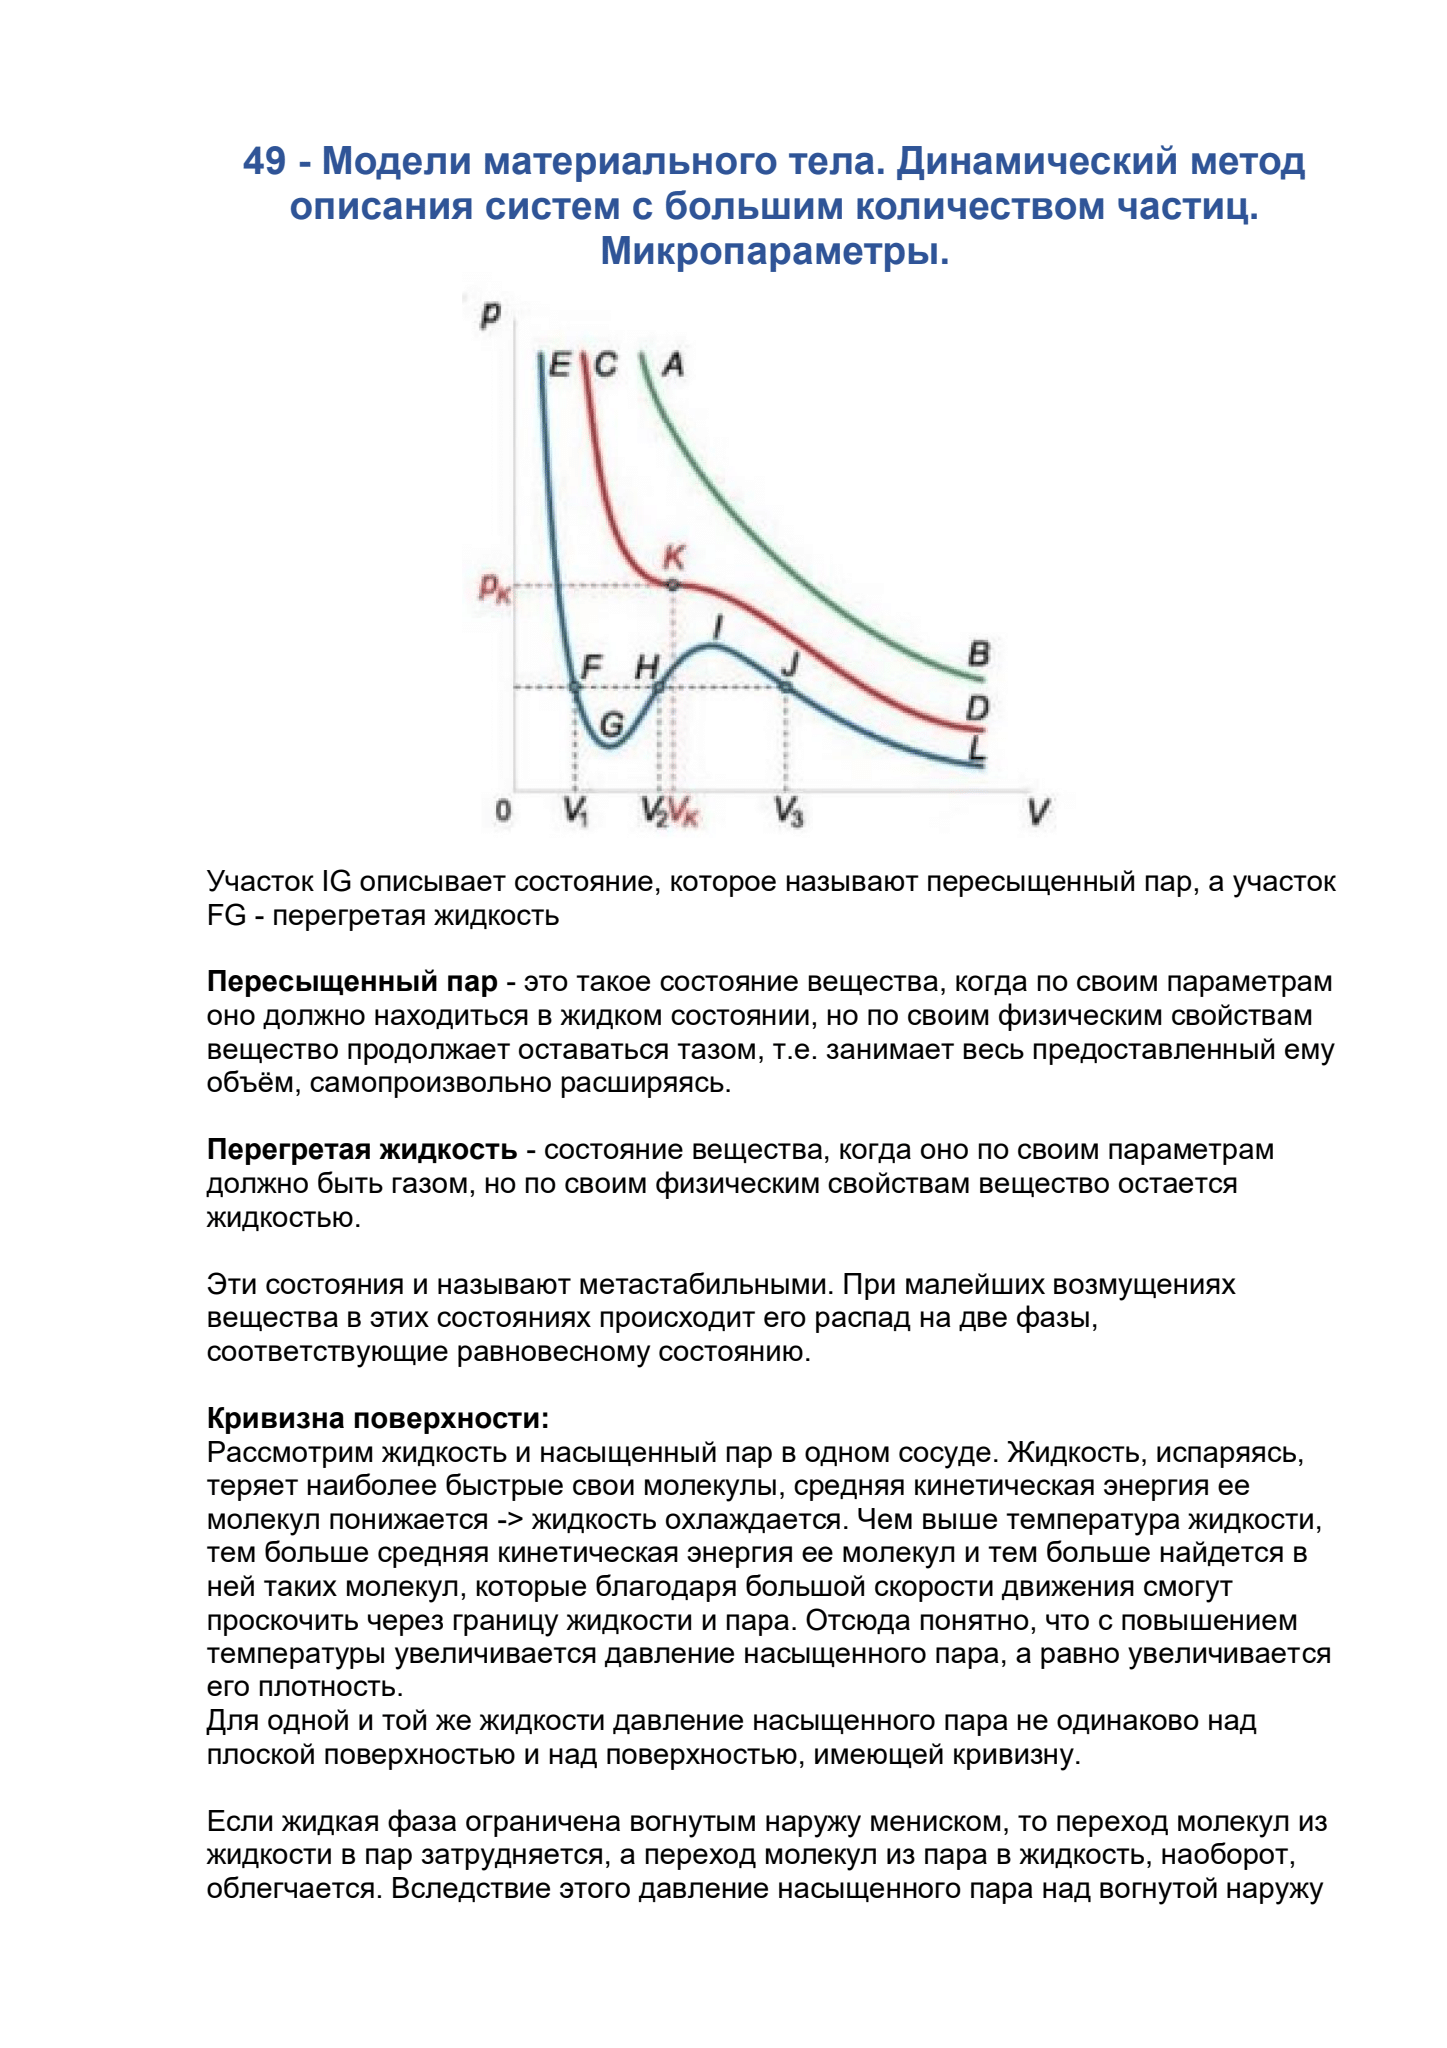 49 - Модели материального тела. Динамический метод
описания систем с большим количеством частиц.
Микропараметры.
p
E C A
K
pK
I
F H J B
G D
L
0 V1 V2 VK V3 V
Участок IG описывает состояние, которое называют пересыщенный пар, а участок
FG - перегретая жидкость
Пересыщенный пар - это такое состояние вещества, когда по своим параметрам
оно должно находиться в жидком состоянии, но по своим физическим свойствам
вещество продолжает оставаться тазом, т.е. занимает весь предоставленный ему
объём, самопроизвольно расширяясь.
Перегретая жидкость - состояние вещества, когда оно по своим параметрам
должно быть газом, но по своим физическим свойствам вещество остается
жидкостью.
Эти состояния и называют метастабильными. При малейших возмущениях
вещества в этих состояниях происходит его распад на две фазы,
соответствующие равновесному состоянию.
Кривизна поверхности:
Рассмотрим жидкость и насыщенный пар в одном сосуде. Жидкость, испаряясь,
теряет наиболее быстрые свои молекулы, средняя кинетическая энергия ее
молекул понижается -> жидкость охлаждается. Чем выше температура жидкости,
тем больше средняя кинетическая энергия ее молекул и тем больше найдется в
ней таких молекул, которые благодаря большой скорости движения смогут
проскочить через границу жидкости и пара. Отсюда понятно, что с повышением
температуры увеличивается давление насыщенного пара, а равно увеличивается
его плотность.
Для одной и той же жидкости давление насыщенного пара не одинаково над
плоской поверхностью и над поверхностью, имеющей кривизну.
Если жидкая фаза ограничена вогнутым наружу мениском, то переход молекул из
жидкости в пар затрудняется, а переход молекул из пара в жидкость, наоборот,
облегчается. Вследствие этого давление насыщенного пара над вогнутой наружу